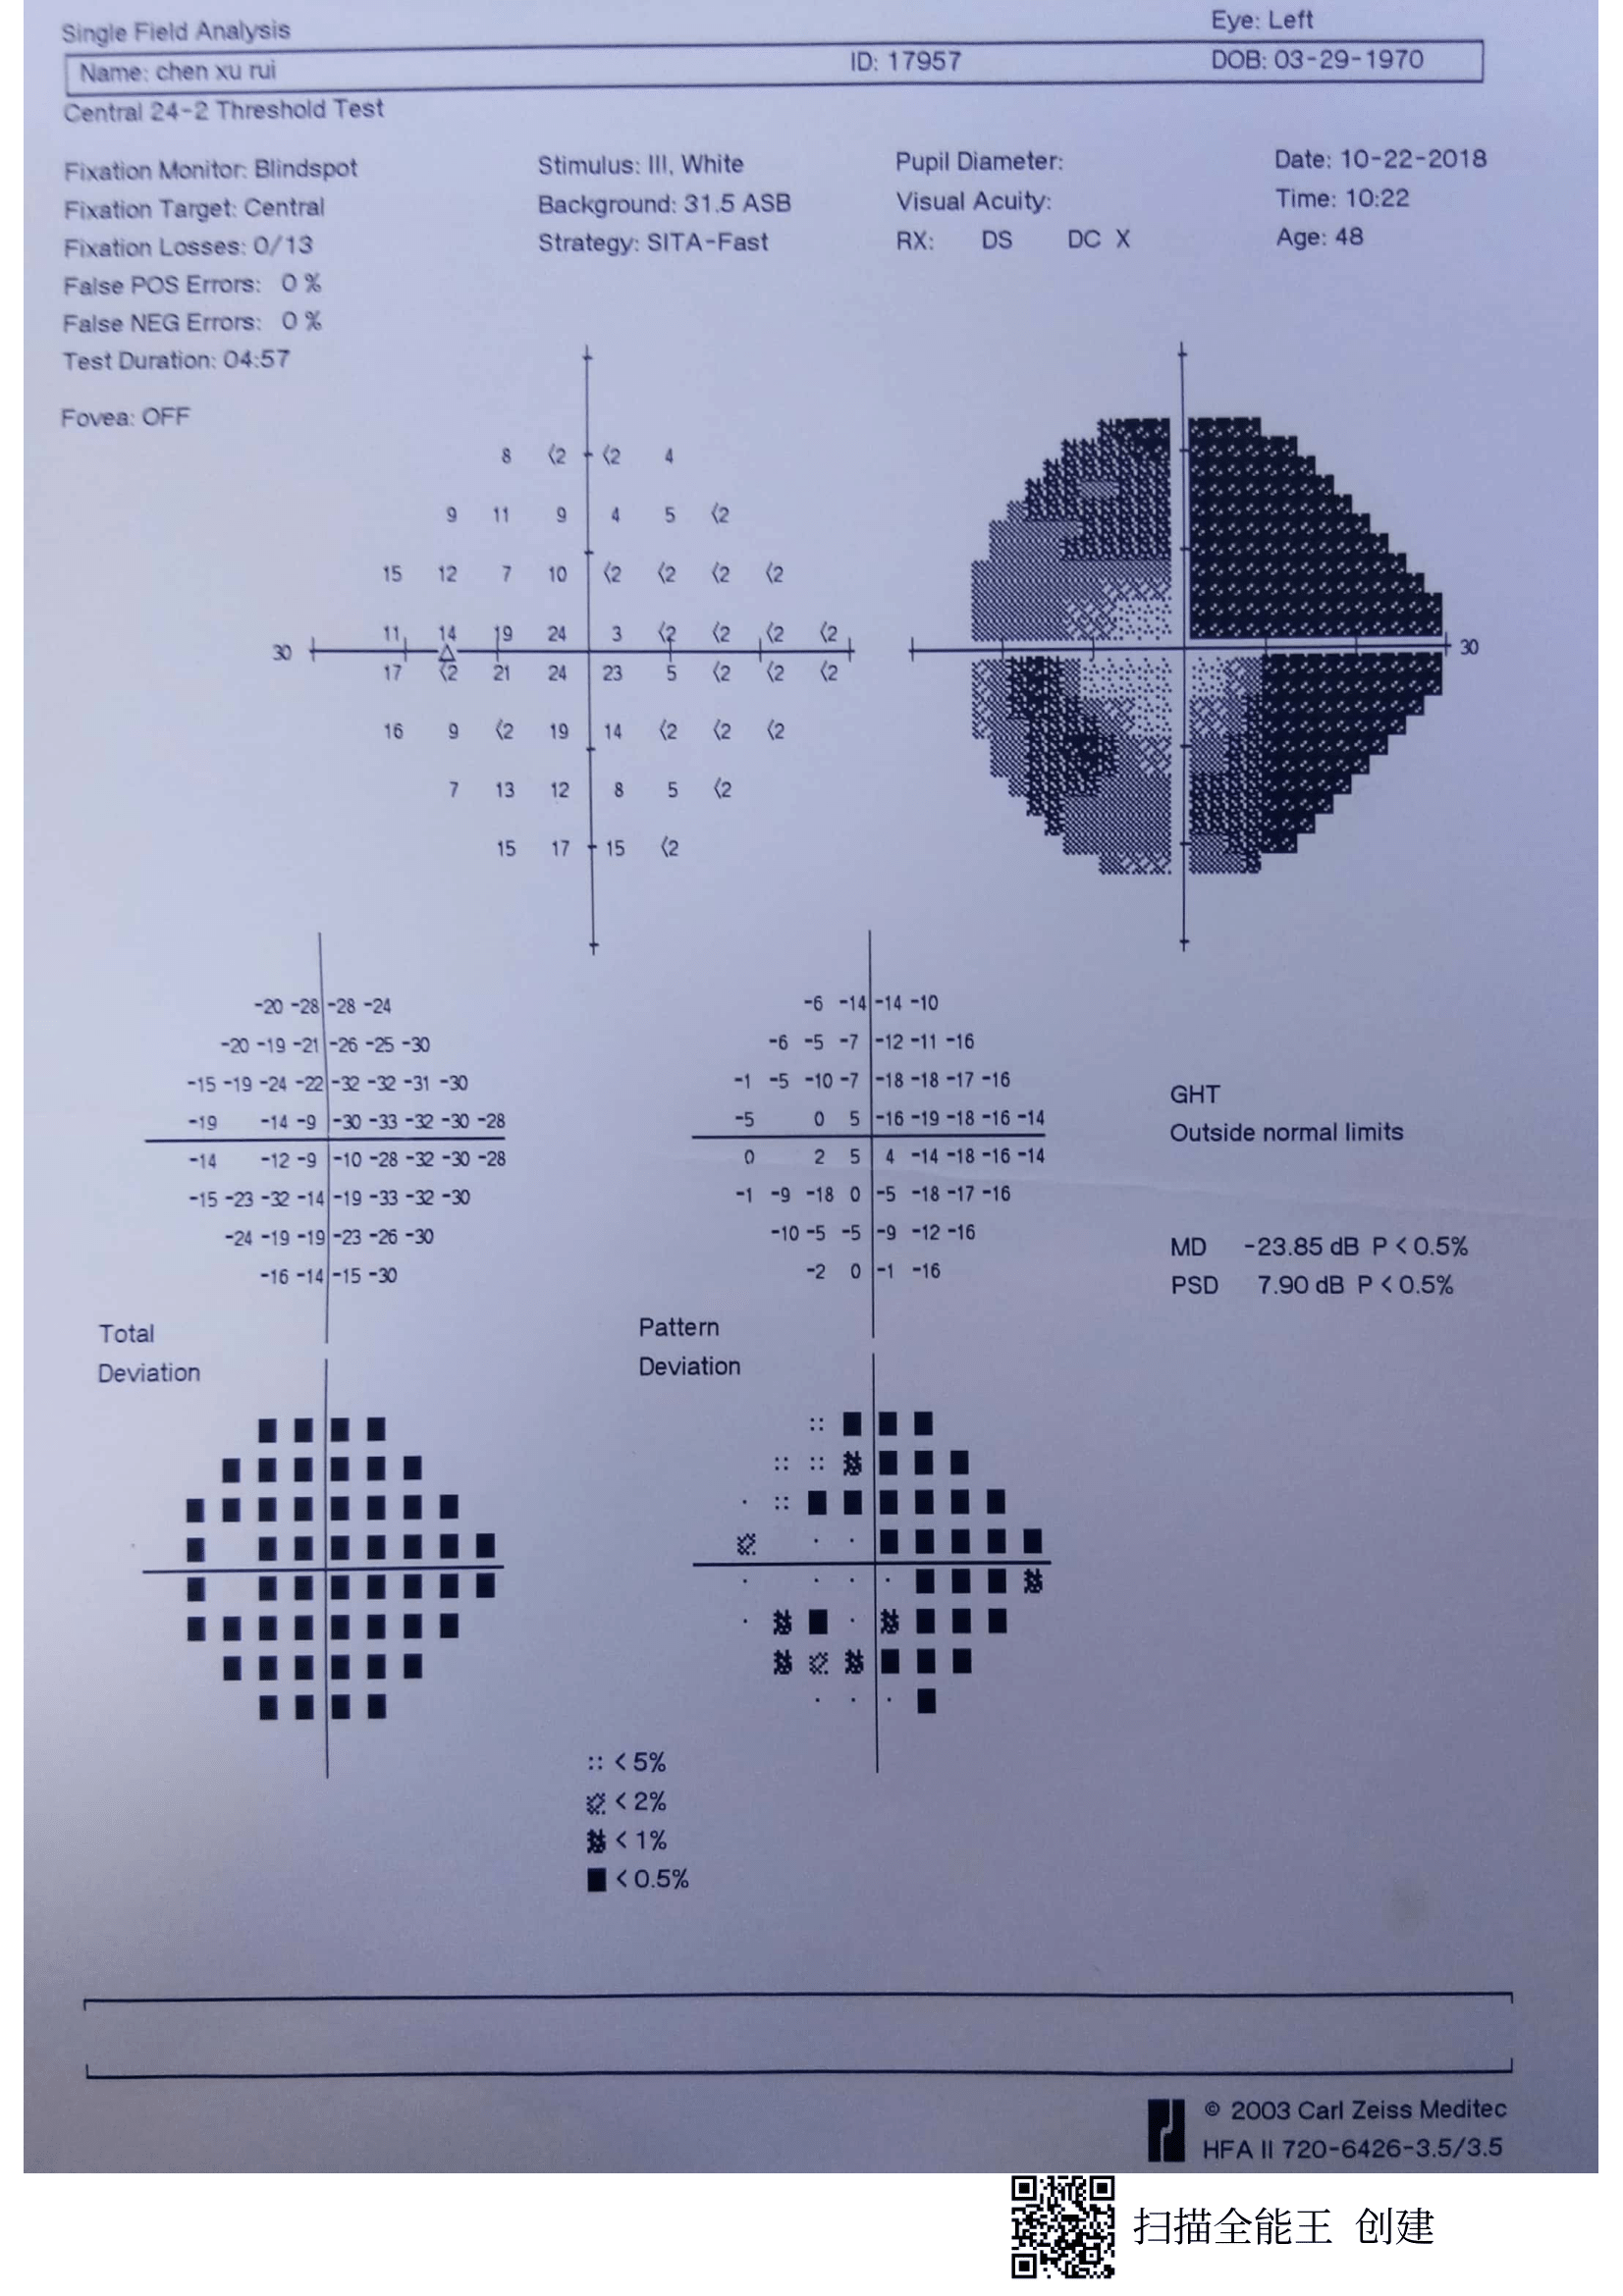 Single Field Analysis
Eye: Left
Name: chen xu rui
ID: 17957
DOB: 03-29-1970
Central 24-2 Threshold Test
Fixation Monitor: Blindspot
Fixation Target: Central
Fixation Losses: 0/13
False POS Errors: 0 %
False NEG Errors: 0 %
Test Duration: 04:57
Fovea: OFF
Stimulus: III, White
Background: 31.5 ASB
Strategy: SITA-Fast
Pupil Diameter:
Visual Acuity:
RX: DS DC X
Date: 10-22-2018
Time: 10:22
Age: 48
8 <2 <2 4
9 11 9 4 5 <2
15 12 7 10 <2 <2 <2 <2
11 14 19 24 3 <2 <2 <2 <2
30
30
17 <2 21 24 23 5 <2 <2 <2
16 9 <2 19 14 <2 <2 <2
7 13 12 8 5 <2
15 17 15 <2
-20 -28 -28 -24
-20 -19 -21 -26 -25 -30
-15 -19 -24 -22 -32 -32 -31 -30
-19 -14 -9 -30 -33 -32 -30 -28
-14 -12 -9 -10 -28 -32 -30 -28
-15 -23 -32 -14 -19 -33 -32 -30
-24 -19 -19 -23 -26 -30
-16 -14 -15 -30
Total
Deviation
-6 -14 -14 -10
-6 -5 -7 -12 -11 -16
-1 -5 -10 -7 -18 -18 -17 -16
-5 0 5 -16 -19 -18 -16 -14
0 2 5 4 -14 -18 -16 -14
-1 -9 -18 0 -5 -18 -17 -16
-10 -5 -5 -9 -12 -16
-2 0 -1 -16
Pattern
Deviation
GHT
Outside normal limits
MD -23.85 dB P < 0.5%
PSD 7.90 dB P < 0.5%
< 5%
< 2%
< 1%
< 0.5%
© 2003 Carl Zeiss Meditec
HFA II 720-6426-3.5/3.5
扫描全能王 创建